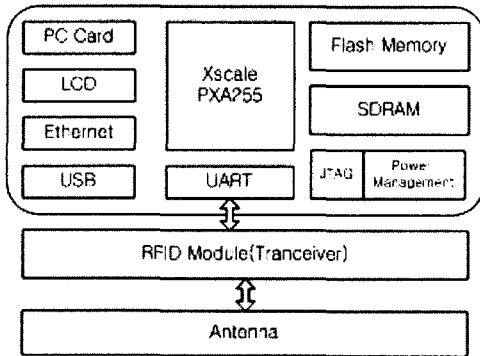 PC Card
LCD
Ethernet
USB
Xscale
PXA255
UART
Flash Memory
SDRAM
JTAG
Power
Management
RFID Module(Tranceiver)
Antenna